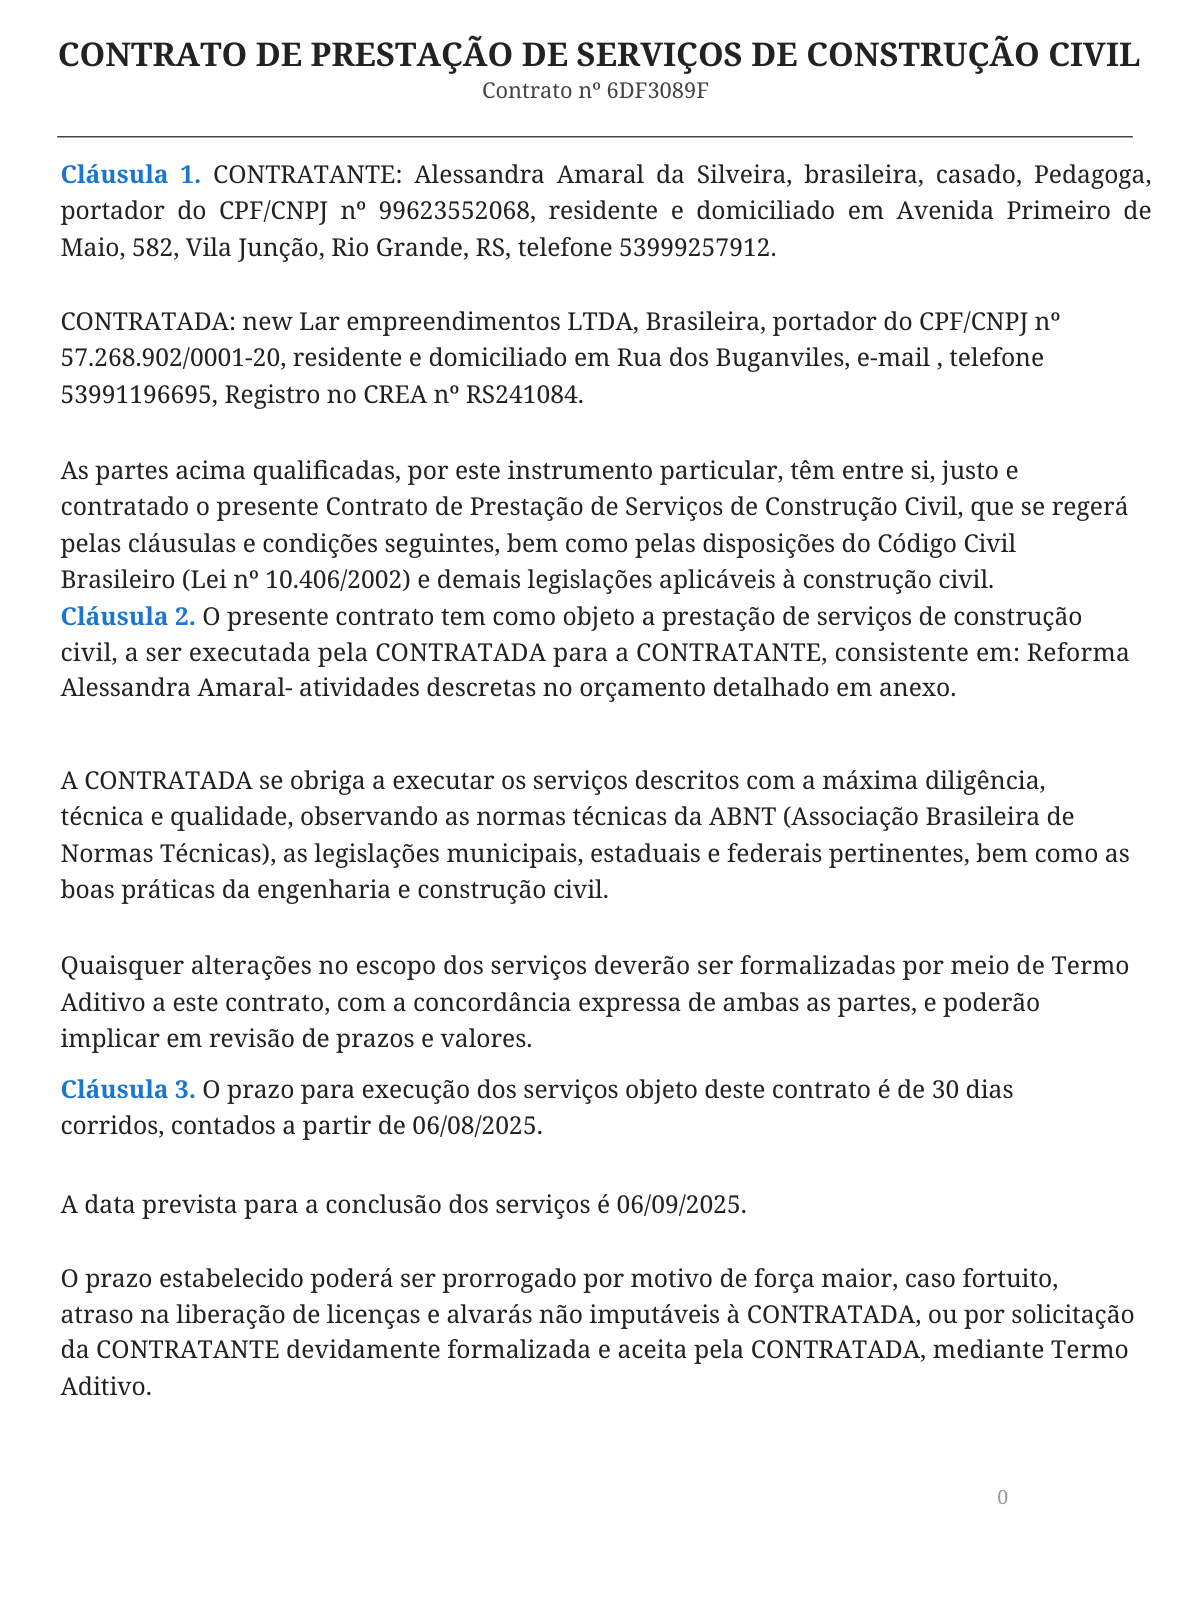 CONTRATO DE PRESTAÇÃO DE SERVIÇOS DE CONSTRUÇÃO CIVIL
Contrato nº 6DF3089F
Cláusula 1. CONTRATANTE: Alessandra Amaral da Silveira, brasileira, casado, Pedagoga,
portador do CPF/CNPJ nº 99623552068, residente e domiciliado em Avenida Primeiro de
Maio, 582, Vila Junção, Rio Grande, RS, telefone 53999257912.
CONTRATADA: new Lar empreendimentos LTDA, Brasileira, portador do CPF/CNPJ nº
57.268.902/0001-20, residente e domiciliado em Rua dos Buganviles, e-mail , telefone
53991196695, Registro no CREA nº RS241084.
As partes acima qualificadas, por este instrumento particular, têm entre si, justo e
contratado o presente Contrato de Prestação de Serviços de Construção Civil, que se regerá
pelas cláusulas e condições seguintes, bem como pelas disposições do Código Civil
Brasileiro (Lei nº 10.406/2002) e demais legislações aplicáveis à construção civil.
Cláusula 2. O presente contrato tem como objeto a prestação de serviços de construção
civil, a ser executada pela CONTRATADA para a CONTRATANTE, consistente em: Reforma
Alessandra Amaral- atividades descretas no orçamento detalhado em anexo.
A CONTRATADA se obriga a executar os serviços descritos com a máxima diligência,
técnica e qualidade, observando as normas técnicas da ABNT (Associação Brasileira de
Normas Técnicas), as legislações municipais, estaduais e federais pertinentes, bem como as
boas práticas da engenharia e construção civil.
Quaisquer alterações no escopo dos serviços deverão ser formalizadas por meio de Termo
Aditivo a este contrato, com a concordância expressa de ambas as partes, e poderão
implicar em revisão de prazos e valores.
Cláusula 3. O prazo para execução dos serviços objeto deste contrato é de 30 dias
corridos, contados a partir de 06/08/2025.
A data prevista para a conclusão dos serviços é 06/09/2025.
O prazo estabelecido poderá ser prorrogado por motivo de força maior, caso fortuito,
atraso na liberação de licenças e alvarás não imputáveis à CONTRATADA, ou por solicitação
da CONTRATANTE devidamente formalizada e aceita pela CONTRATADA, mediante Termo
Aditivo.
0